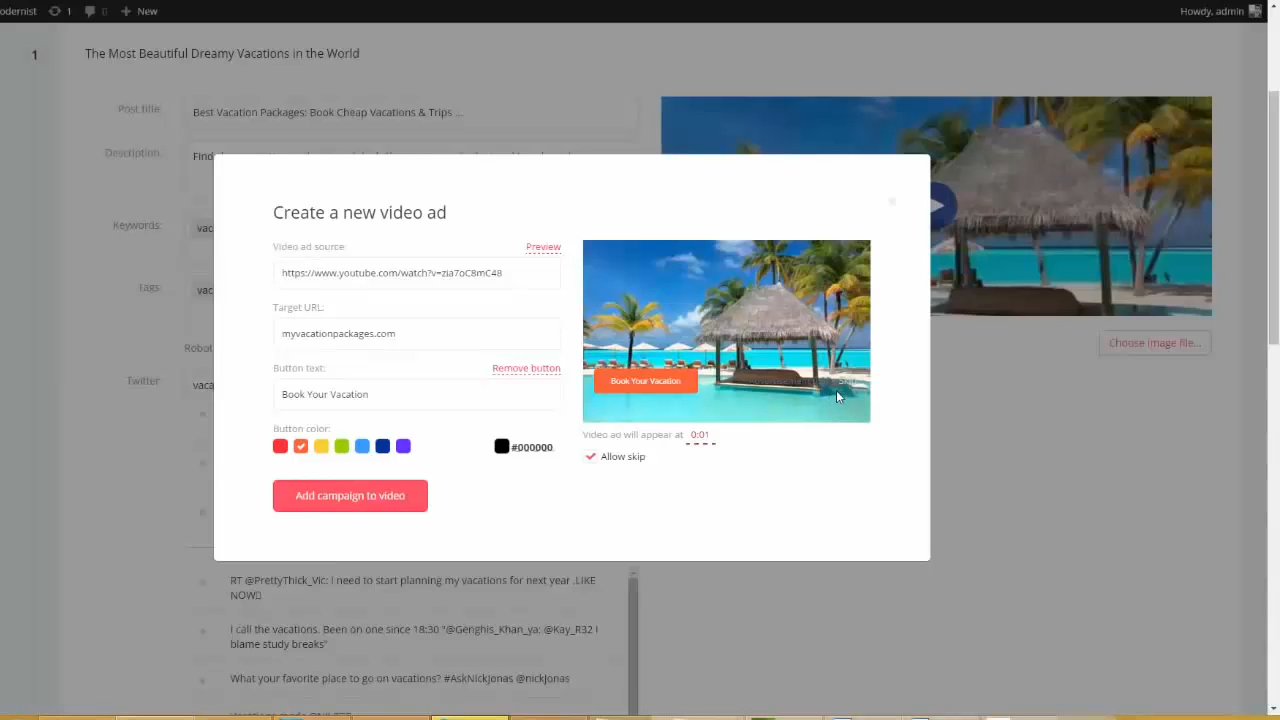 odernist 1 0 + New Howdy, admin
1 The Most Beautiful Dreamy Vacations in the World
Post title: Best Vacation Packages: Book Cheap Vacations & Trips ...
Description:
Keywords: vac
Tags: vac
Robot
Choose image file...
Twitter vaca
Create a new video ad
Video ad source: Preview
https://www.youtube.com/watch?v=zia7oC8mC48
Target URL:
myvacationpackages.com
Button text: Remove button
Book Your Vacation
Button color:
#000000
Add campaign to video
Book Your Vacation
Skip
Video ad will appear at 0:01
Allow skip
RT @PrettyThick_Vic: I need to start planning my vacations for next year .LIKE
NOW
I call the vacations. Been on one since 18:30 "@Genghis_Khan_ya: @Kay_R32 I
blame study breaks"
What your favorite place to go on vacations? #AskNickJonas @nickJonas